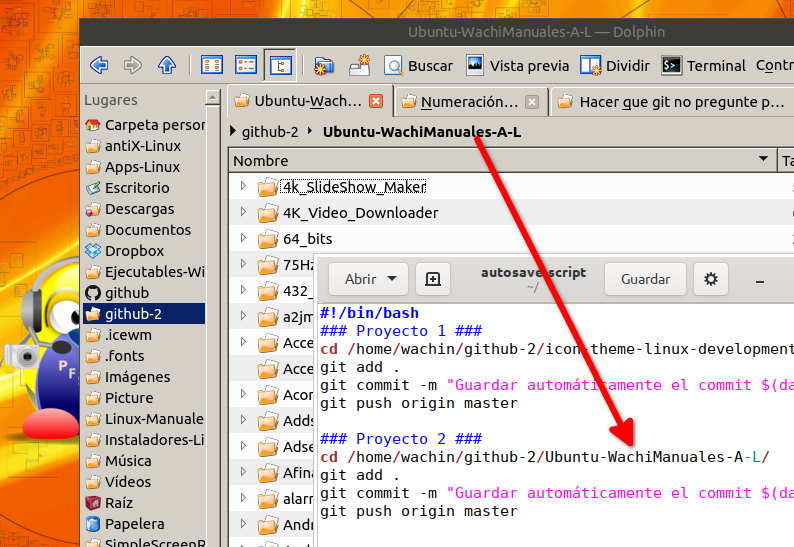 Ubuntu-WachiManuales-A-L — Dolphin
Buscar Vista previa Dividir Terminal Contr
Lugares
Carpeta person
antiX-Linux
Apps-Linux
Escritorio
Descargas
Documentos
Dropbox
Ejecutables-Wi
github
github-2
.icewm
.fonts
Imágenes
Picture
Linux-Manuale
Instaladores-Li
Música
Vídeos
Raíz
Papelera
SimpleScreenR
Ubuntu-Wach... Numeración... Hacer que git no pregunte p...
github-2 Ubuntu-WachiManuales-A-L
Nombre Ta
4k_SlideShow_Maker
4K_Video_Downloader
64_bits
75Hz
432_
a2jm
Acce
Acce
Acor
Adds
Adse
Afina
alarm
Andr
Abrir autosave-script Guardar
~/
#!/bin/bash
### Proyecto 1 ###
cd /home/wachin/github-2/icon-theme-linux-development
git add .
git commit -m "Guardar automáticamente el commit $(da
git push origin master
### Proyecto 2 ###
cd /home/wachin/github-2/Ubuntu-WachiManuales-A-L/
git add .
git commit -m "Guardar automáticamente el commit $(da
git push origin master